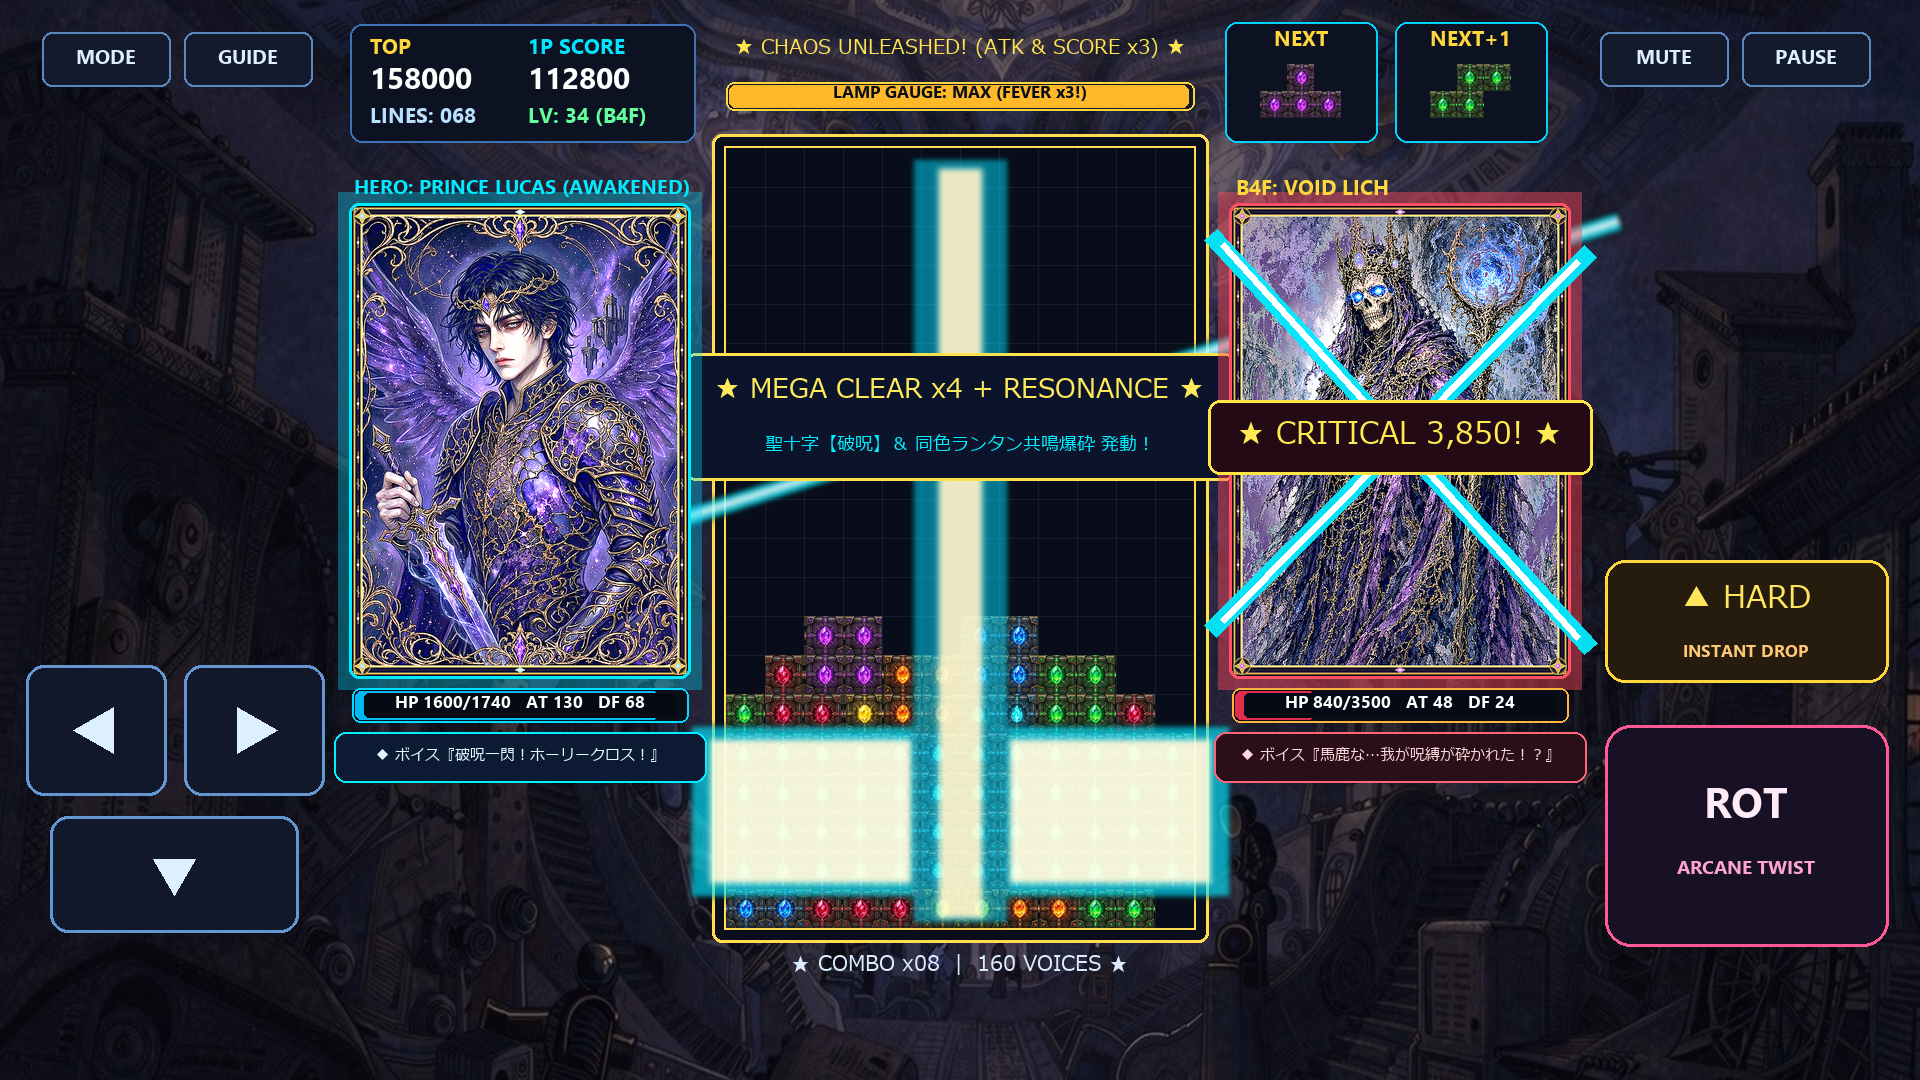 MODE
GUIDE
TOP
158000
LINES: 068
1P SCORE
112800
LV: 34 (B4F)
★ CHAOS UNLEASHED! (ATK & SCORE x3) ★
LAMP GAUGE: MAX (FEVER x3!)
NEXT
NEXT+1
MUTE
PAUSE
HERO: PRINCE LUCAS (AWAKENED)
B4F: VOID LICH
★ MEGA CLEAR x4 + RESONANCE ★
聖十字【破呪】& 同色ランタン共鳴爆砕 発動！
★ CRITICAL 3,850! ★
HP 1600/1740 AT 130 DF 68
◆ ボイス『破呪一閃！ホーリークロス！』
HP 840/3500 AT 48 DF 24
◆ ボイス『馬鹿な…我が呪縛が砕かれた！？』
▲ HARD
INSTANT DROP
ROT
ARCANE TWIST
◀
▶
▼
★ COMBO x08 | 160 VOICES ★